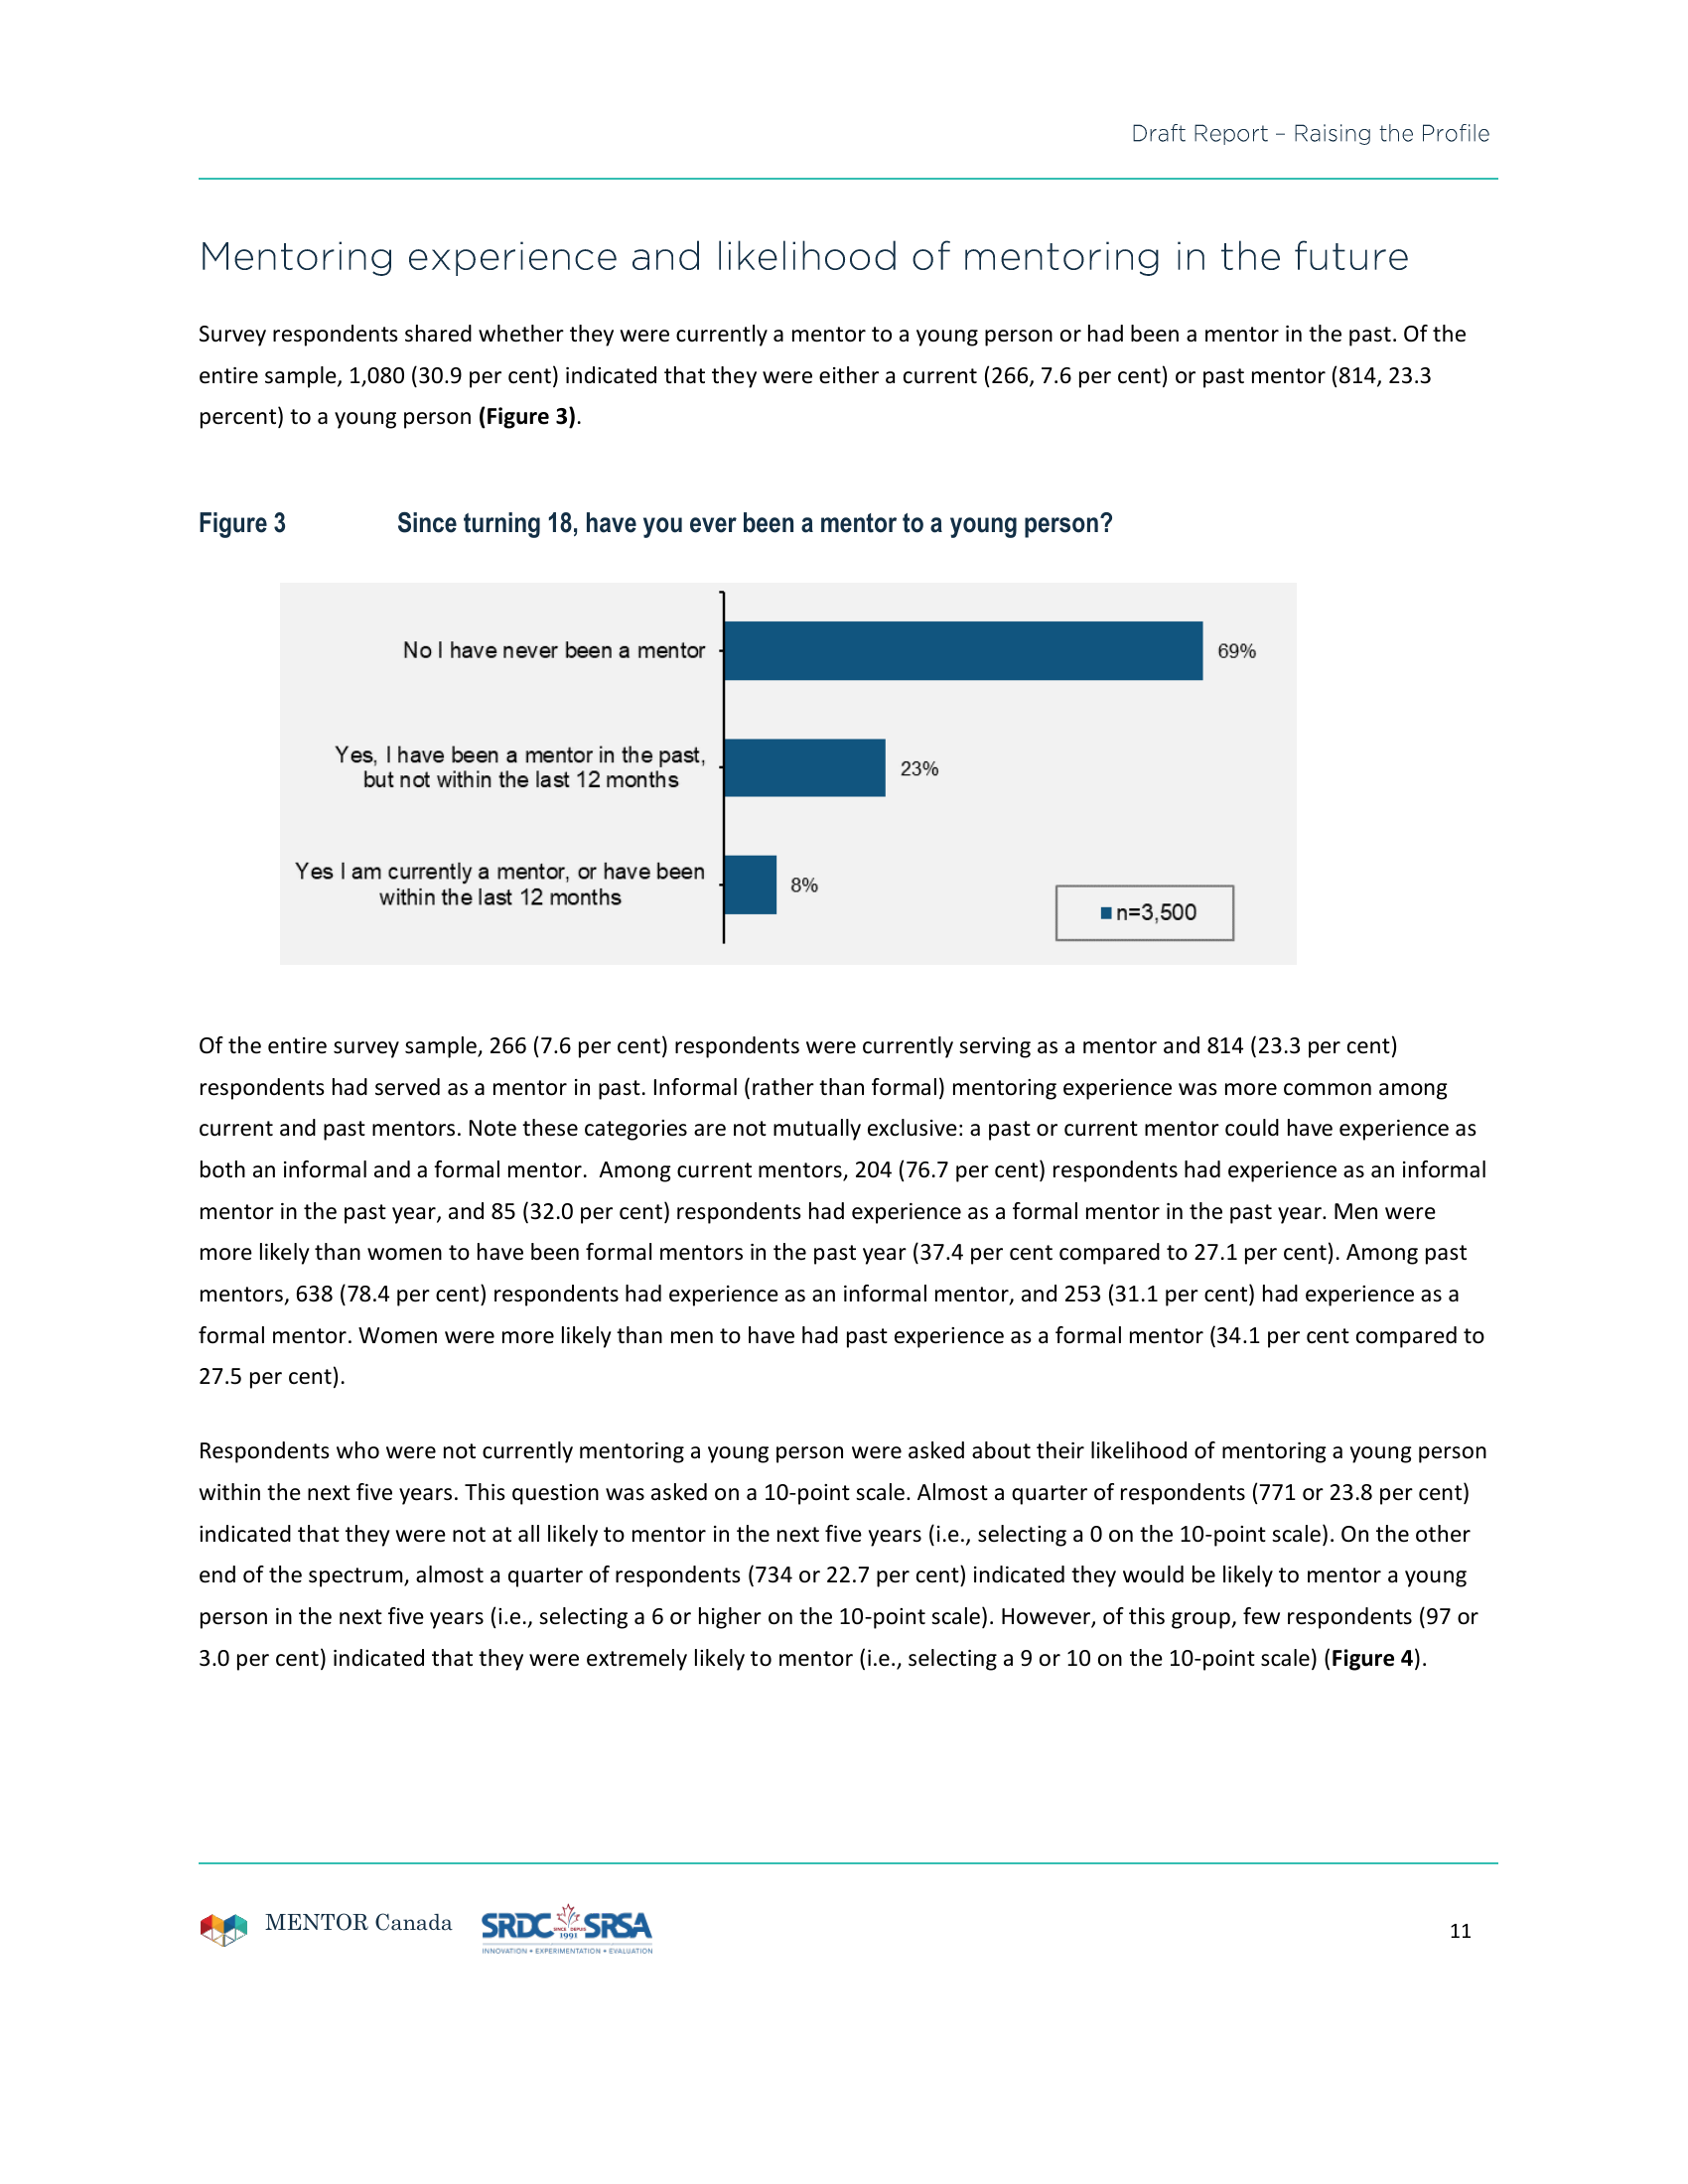 Draft Report – Raising the Profile
Mentoring experience and likelihood of mentoring in the future
Survey respondents shared whether they were currently a mentor to a young person or had been a mentor in the past. Of the
entire sample, 1,080 (30.9 per cent) indicated that they were either a current (266, 7.6 per cent) or past mentor (814, 23.3
percent) to a young person (Figure 3).
Figure 3 Since turning 18, have you ever been a mentor to a young person?
No I have never been a mentor
69%
Yes, I have been a mentor in the past,
but not within the last 12 months
23%
Yes I am currently a mentor, or have been
within the last 12 months
8%
n=3,500
Of the entire survey sample, 266 (7.6 per cent) respondents were currently serving as a mentor and 814 (23.3 per cent)
respondents had served as a mentor in past. Informal (rather than formal) mentoring experience was more common among
current and past mentors. Note these categories are not mutually exclusive: a past or current mentor could have experience as
both an informal and a formal mentor.  Among current mentors, 204 (76.7 per cent) respondents had experience as an informal
mentor in the past year, and 85 (32.0 per cent) respondents had experience as a formal mentor in the past year. Men were
more likely than women to have been formal mentors in the past year (37.4 per cent compared to 27.1 per cent). Among past
mentors, 638 (78.4 per cent) respondents had experience as an informal mentor, and 253 (31.1 per cent) had experience as a
formal mentor. Women were more likely than men to have had past experience as a formal mentor (34.1 per cent compared to
27.5 per cent).
Respondents who were not currently mentoring a young person were asked about their likelihood of mentoring a young person
within the next five years. This question was asked on a 10-point scale. Almost a quarter of respondents (771 or 23.8 per cent)
indicated that they were not at all likely to mentor in the next five years (i.e., selecting a 0 on the 10-point scale). On the other
end of the spectrum, almost a quarter of respondents (734 or 22.7 per cent) indicated they would be likely to mentor a young
person in the next five years (i.e., selecting a 6 or higher on the 10-point scale). However, of this group, few respondents (97 or
3.0 per cent) indicated that they were extremely likely to mentor (i.e., selecting a 9 or 10 on the 10-point scale) (Figure 4).
MENTOR Canada
SRDC SINCE DEPUIS 1991 SRSA
INNOVATION • EXPERIMENTATION • EVALUATION
11